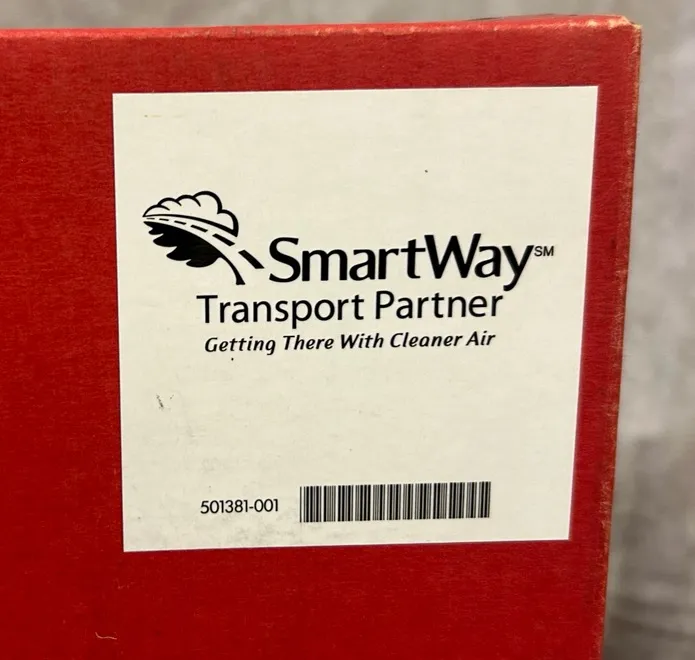 SmartWay℠
Transport Partner
Getting There With Cleaner Air
501381-001